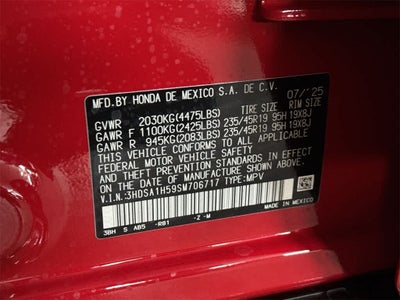 MFD.BY HONDA DE MEXICO S.A. DE C.V. 07/'25
TIRE SIZE RIM SIZE
GVWR 2030KG(4475LBS)
GAWR F 1100KG(2425LBS) 235/45R19 95H 19X8J
GAWR R 945KG(2083LBS) 235/45R19 95H 19X8J
THIS VEHICLE CONFORMS TO ALL APPLICABLE
FEDERAL MOTOR VEHICLE SAFETY AND THEFT
PREVENTION STANDARDS IN EFFECT ON THE DATE
OF MANUFACTURE SHOWN ABOVE.
V.I.N.:3HDSA1H59SM706717 TYPE:MPV
3BH S AB5 -R81 -Z -M
MADE IN
MEXICO